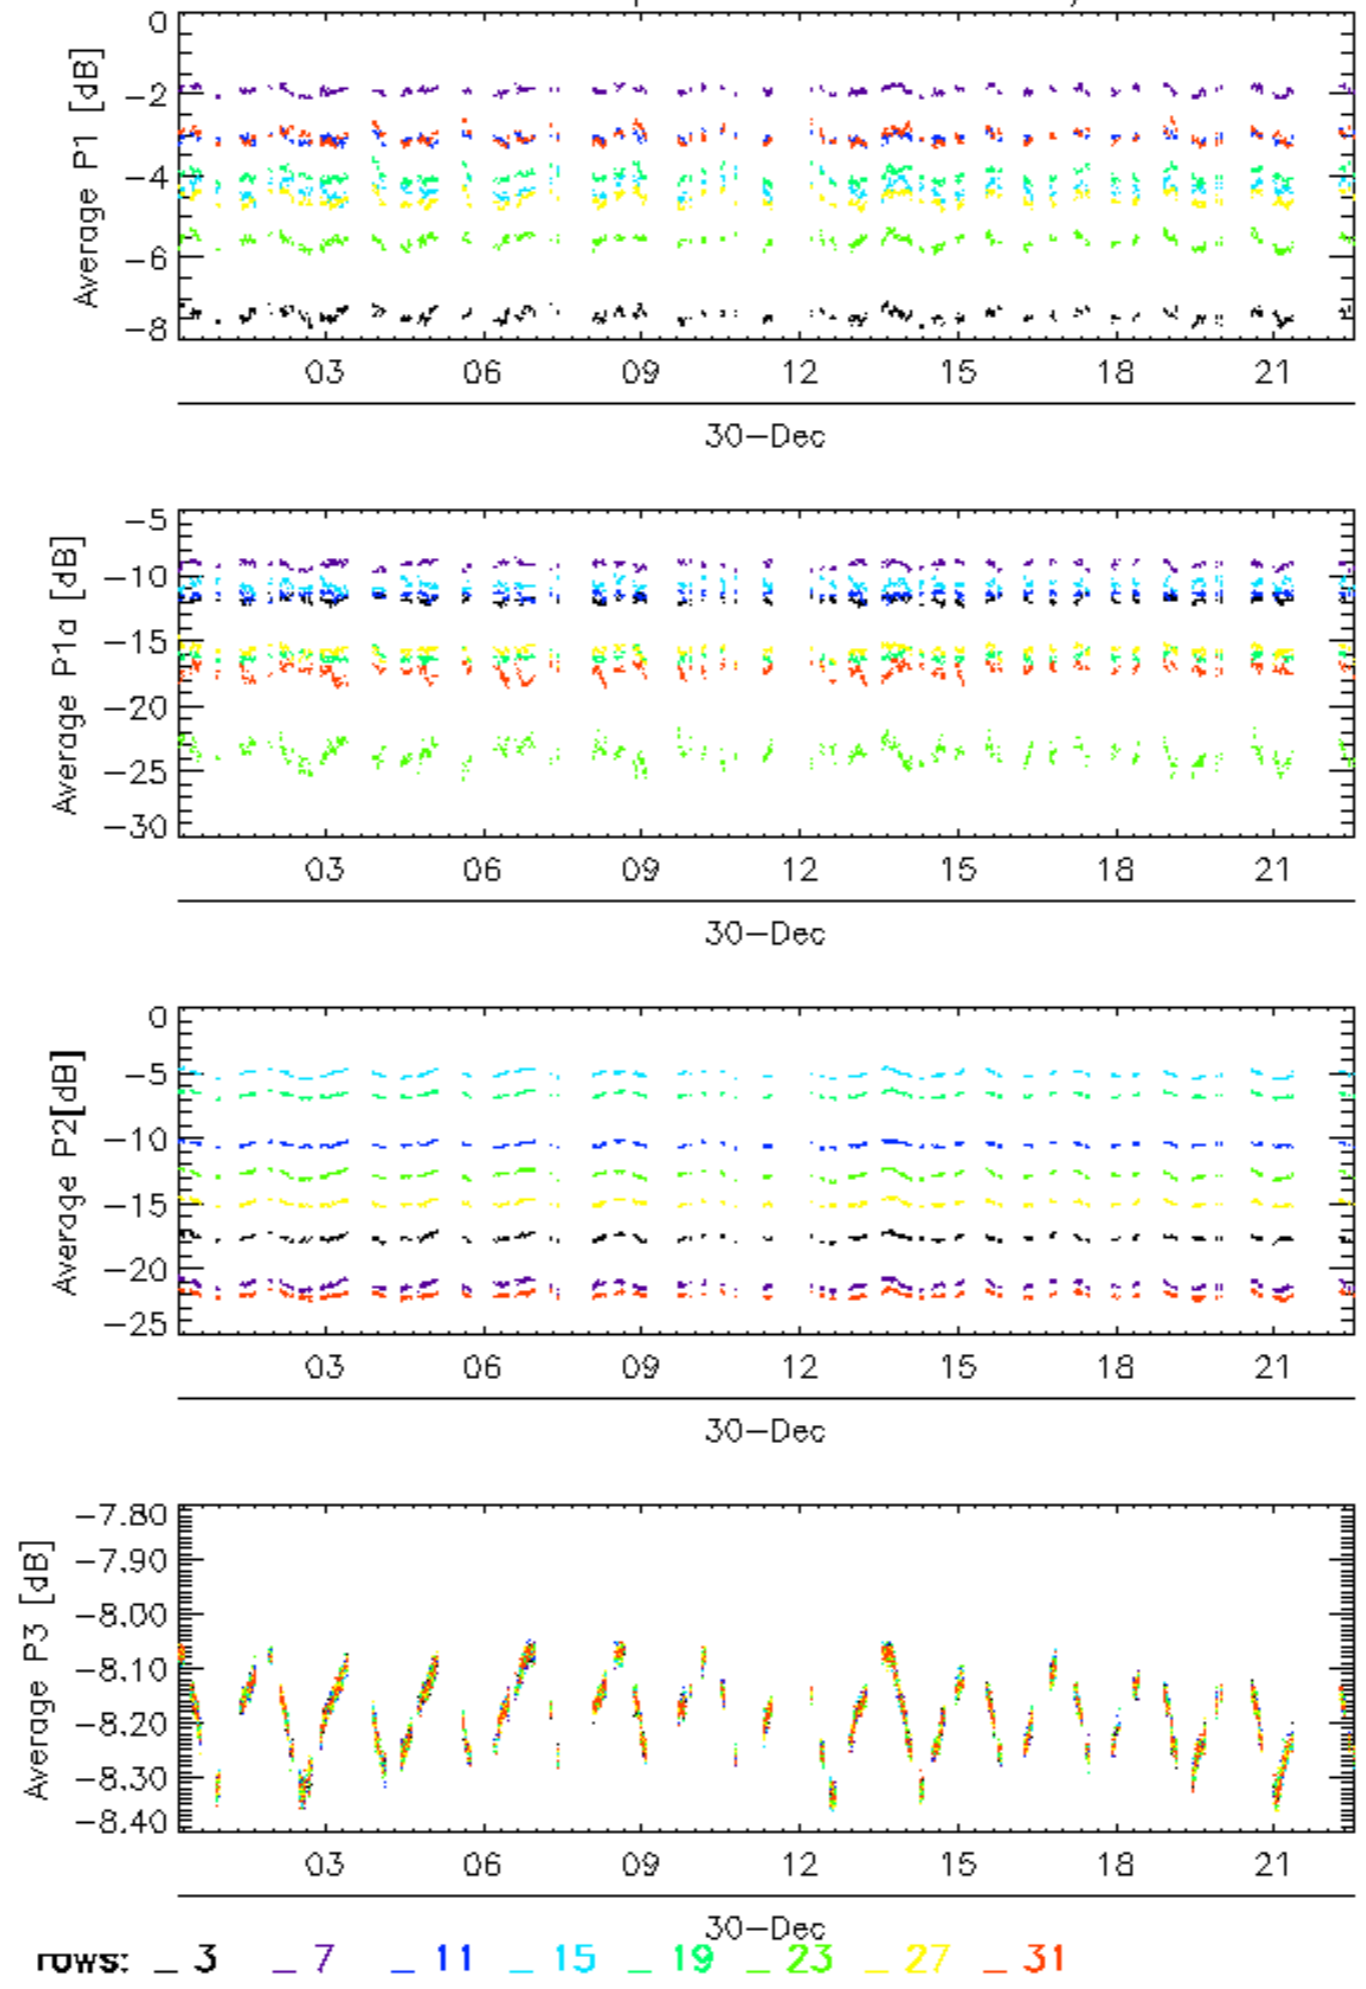 Average P1 [dB]
0
−2
−4
−6
−8
03 06 09 12 15 18 21
30−Dec
Average P1a [dB]
−5
−10
−15
−20
−25
−30
03 06 09 12 15 18 21
30−Dec
Average P2[dB]
0
−5
−10
−15
−20
−25
03 06 09 12 15 18 21
30−Dec
Average P3 [dB]
−7.80
−7.90
−8.00
−8.10
−8.20
−8.30
−8.40
03 06 09 12 15 18 21
30−Dec
rows: _ 3 _ 7 _ 11 _ 15 _ 19 _ 23 _ 27 _ 31